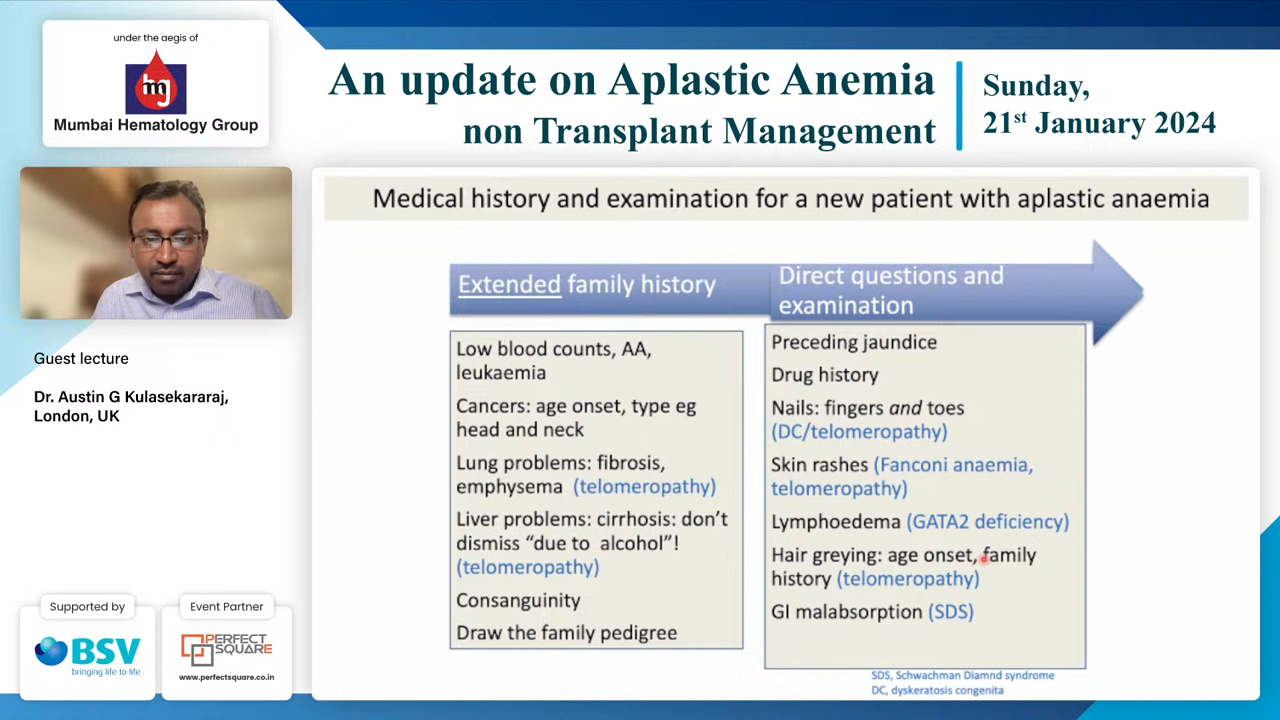 under the aegis of
mg
Mumbai Hematology Group
An update on Aplastic Anemia
non Transplant Management
Sunday,
21st January 2024
Guest lecture
Dr. Austin G Kulasekararaj,
London, UK
Supported by
BSV
bringing life to life
Event Partner
PERFECT
SQUARE
www.perfectsquare.co.in
Medical history and examination for a new patient with aplastic anaemia
Extended family history
Low blood counts, AA,
leukaemia
Cancers: age onset, type eg
head and neck
Lung problems: fibrosis,
emphysema (telomeropathy)
Liver problems: cirrhosis: don't
dismiss “due to alcohol”!
(telomeropathy)
Consanguinity
Draw the family pedigree
Direct questions and
examination
Preceding jaundice
Drug history
Nails: fingers and toes
(DC/telomeropathy)
Skin rashes (Fanconi anaemia,
telomeropathy)
Lymphoedema (GATA2 deficiency)
Hair greying: age onset, family
history (telomeropathy)
GI malabsorption (SDS)
SDS, Schwachman Diamnd syndrome
DC, dyskeratosis congenita